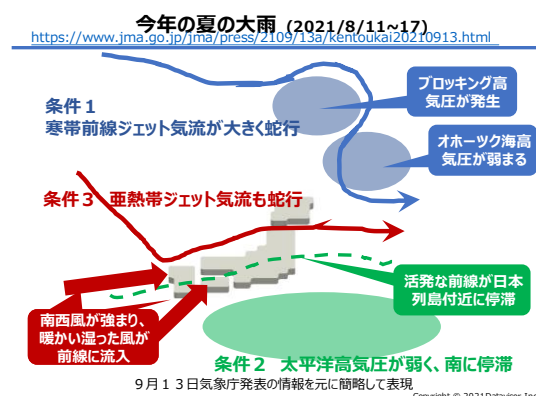 今年の夏の大雨 (2021/8/11~17)
https://www.jma.go.jp/jma/press/2109/13a/kentoukai20210913.html
ブロッキング高
気圧が発生
条件１
寒帯前線ジェット気流が大きく蛇行
オホーツク海高
気圧が弱まる
条件３ 亜熱帯ジェット気流も蛇行
活発な前線が日本
列島付近に停滞
南西風が強まり、
暖かい湿った風が
前線に流入
条件２ 太平洋高気圧が弱く、南に停滞
９月１３日気象庁発表の情報を元に簡略して表現
Copyright © 2021Datavisor Inc